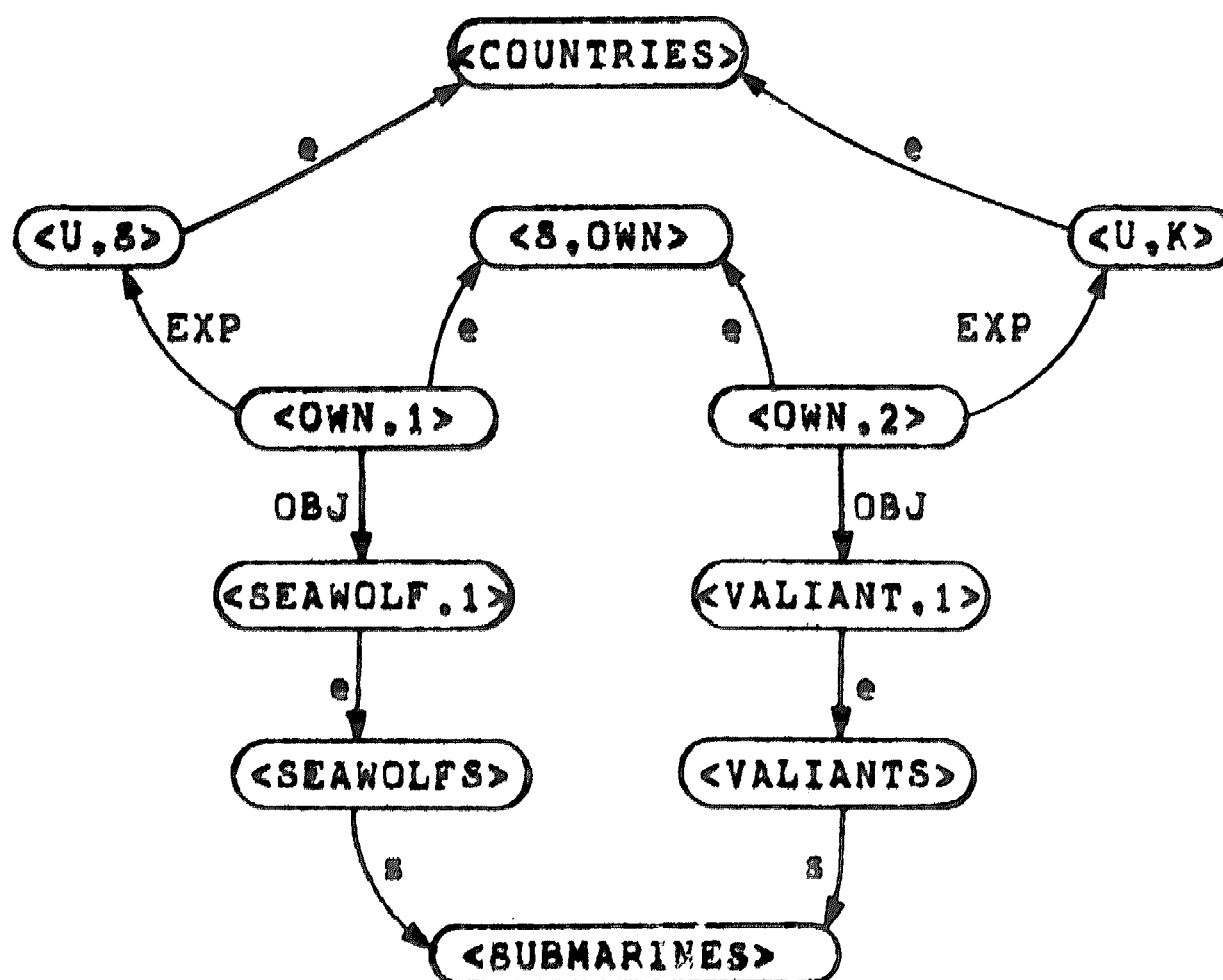 <COUNTRIES>
e e
<U.S> <S.OWN> <U.K>
EXP e e EXP
<OWN.1> <OWN.2>
OBJ OBJ
<SEAWOLF.1> <VALIANT.1>
e e
<SEAWOLFS> <VALIANTS>
s s
<SUBMARINES>